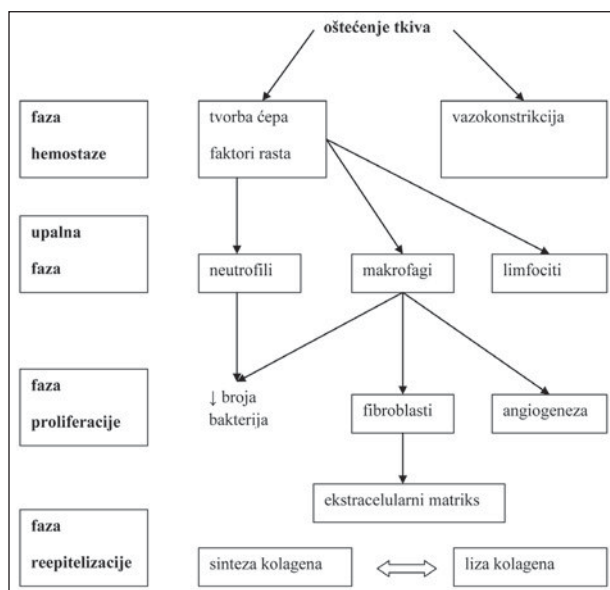 oštećenje tkiva
faza
hemostaze
tvorba ćepa
faktori rasta
vazokonstrikcija
upalna
faza
neutrofili
makrofagi
limfociti
faza
proliferacije
↓ broja
bakterija
fibroblasti
angiogeneza
ekstracelularni matriks
faza
reepitelizacije
sinteza kolagena
liza kolagena